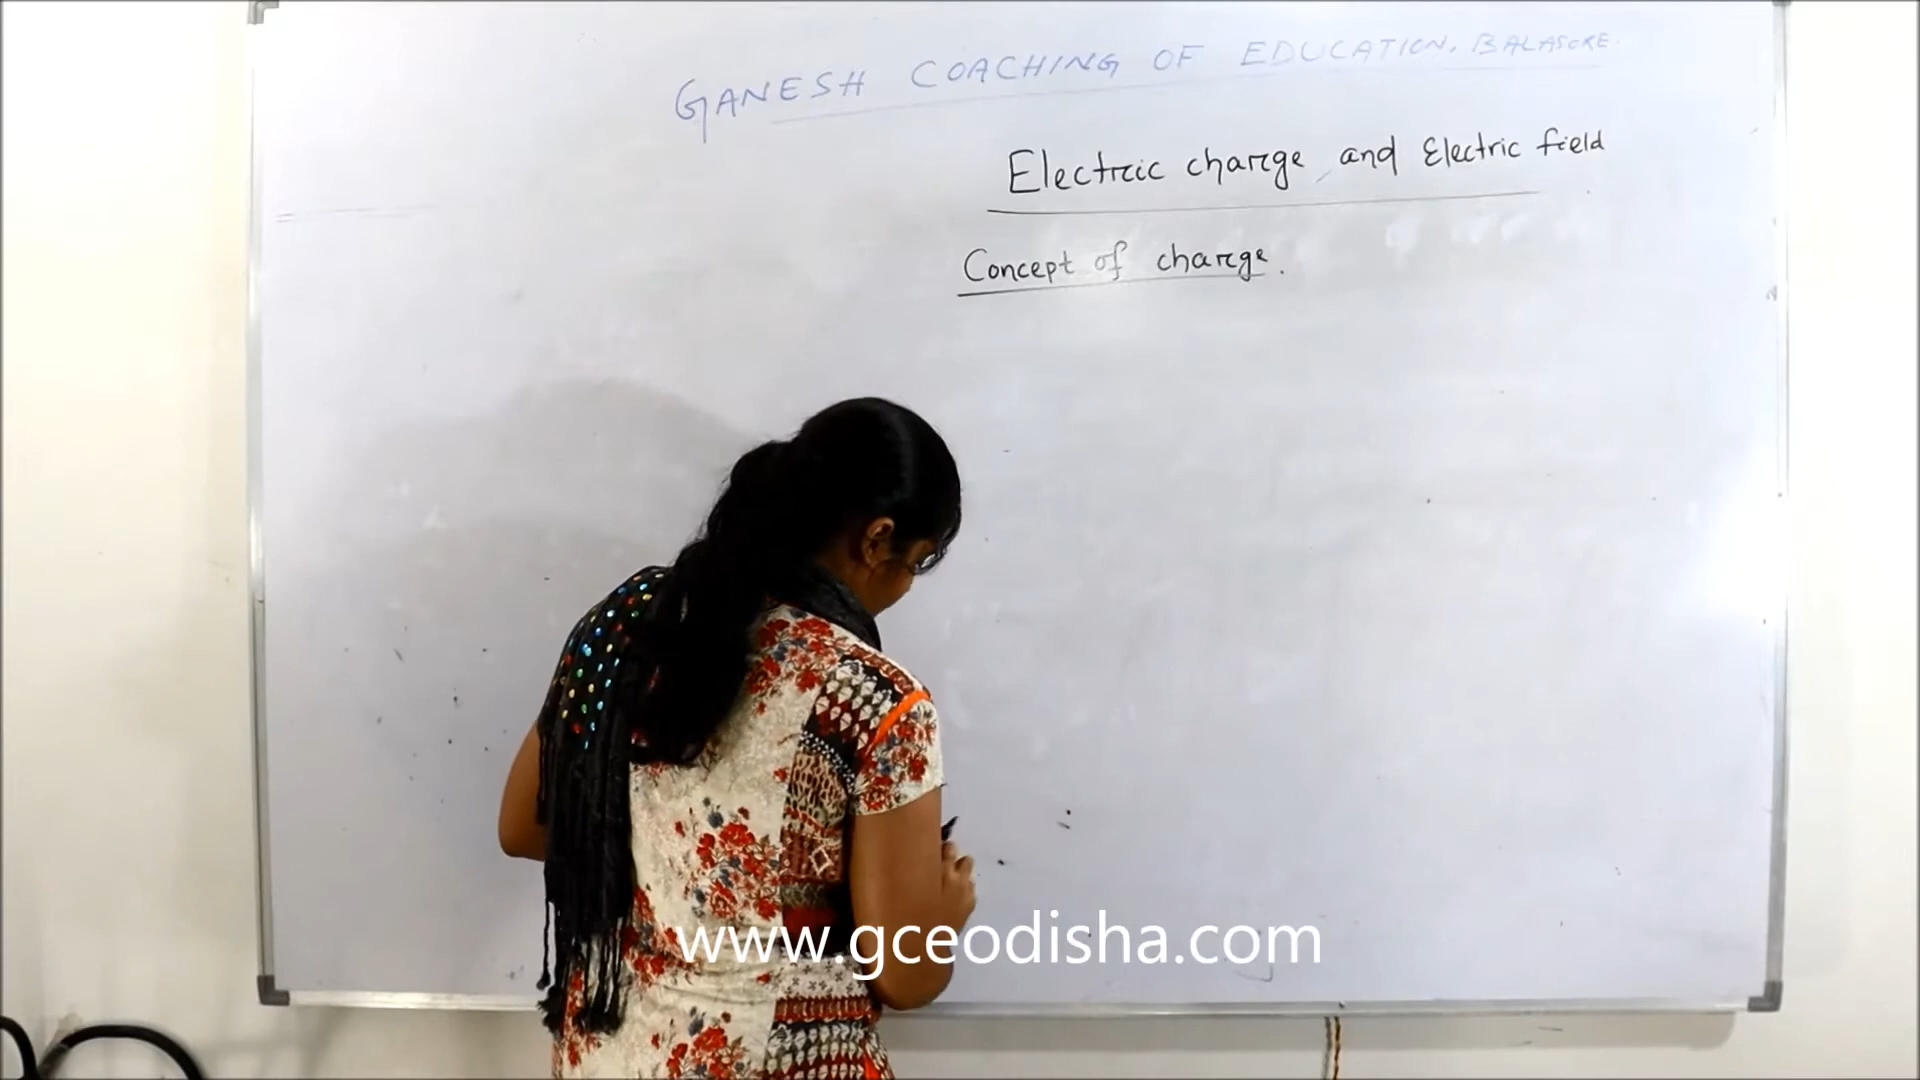 GANESH COACHING OF EDUCATION, BALASORE.
Electric charge and Electric field
Concept of charge.
www.gceodisha.com